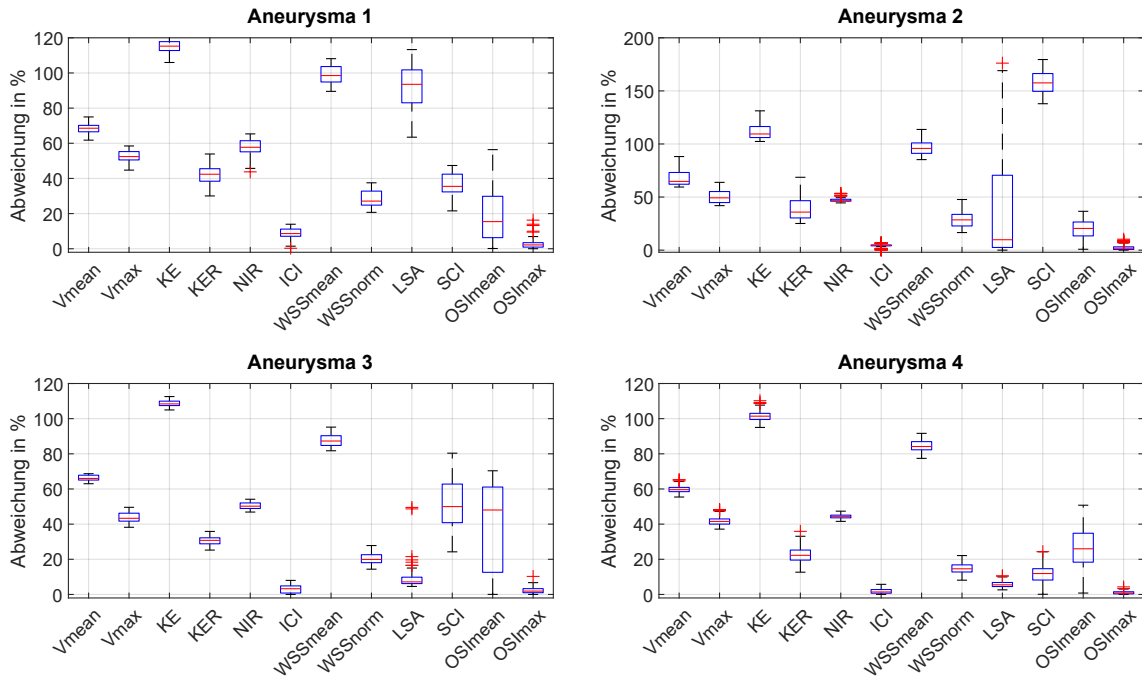 Aneurysma 1
Abweichung in %
120
100
80
60
40
20
0
Vmean Vmax KE KER NIR ICI WSSmean WSSnorm LSA SCI OSImean OSImax
Aneurysma 2
Abweichung in %
200
150
100
50
0
Vmean Vmax KE KER NIR ICI WSSmean WSSnorm LSA SCI OSImean OSImax
Aneurysma 3
Abweichung in %
120
100
80
60
40
20
0
Vmean Vmax KE KER NIR ICI WSSmean WSSnorm LSA SCI OSImean OSImax
Aneurysma 4
Abweichung in %
120
100
80
60
40
20
0
Vmean Vmax KE KER NIR ICI WSSmean WSSnorm LSA SCI OSImean OSImax